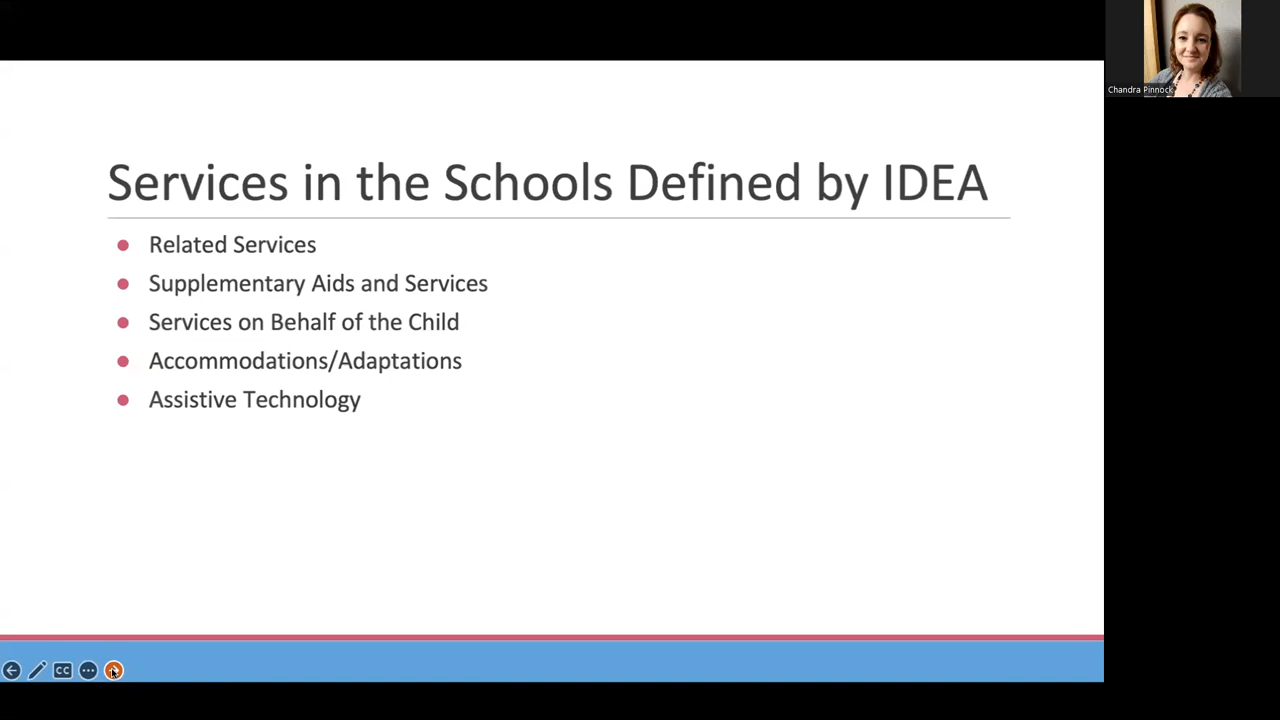 Services in the Schools Defined by IDEA
Related Services
Supplementary Aids and Services
Services on Behalf of the Child
Accommodations/Adaptations
Assistive Technology
CC
Chandra Pinnock